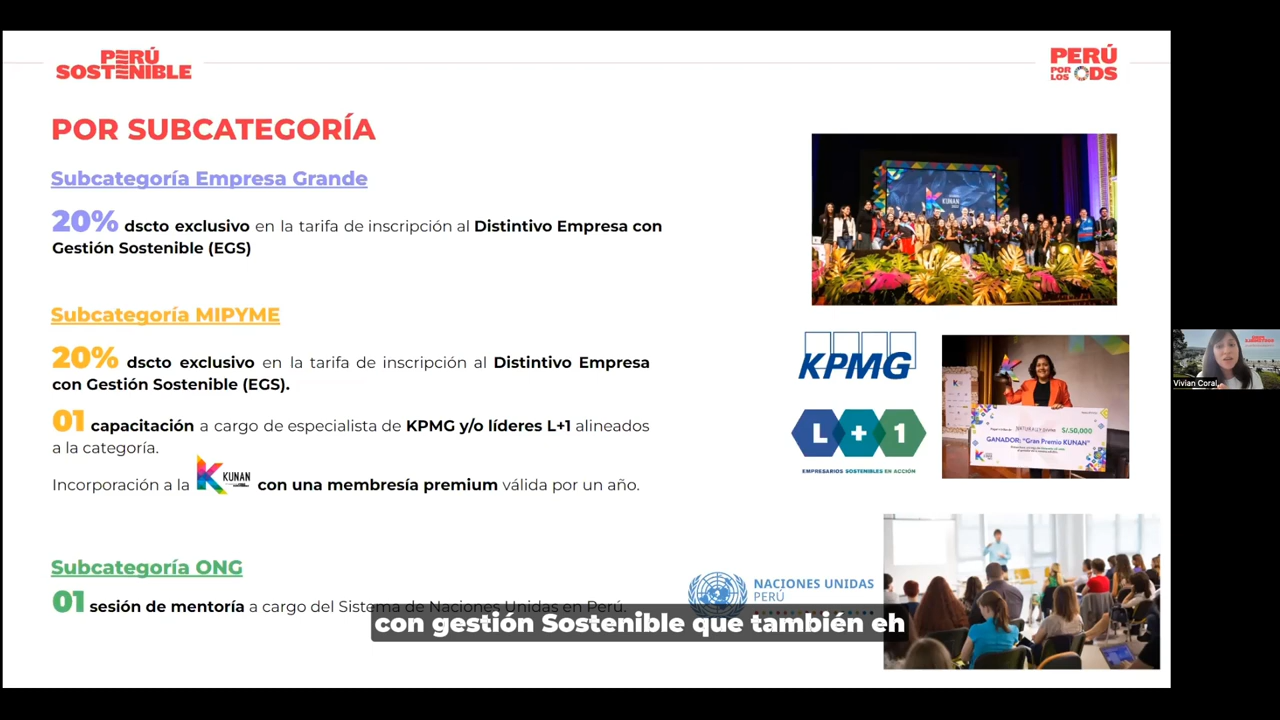 PERÚ
SOSTENIBLE
PERÚ
POR
LOS ODS
POR SUBCATEGORÍA
Subcategoría Empresa Grande
20% dscto exclusivo en la tarifa de inscripción al Distintivo Empresa con
Gestión Sostenible (EGS)
Subcategoría MIPYME
20% dscto exclusivo en la tarifa de inscripción al Distintivo Empresa
con Gestión Sostenible (EGS).
01 capacitación a cargo de especialista de KPMG y/o líderes L+1 alineados
a la categoría.
Incorporación a la KUNAN con una membresía premium válida por un año.
Subcategoría ONG
01 sesión de mentoría a cargo del Sistema de Naciones Unidas en Perú.
KUNAN
KPMG
L + 1
EMPRESARIOS SOSTENIBLES EN ACCIÓN
S/.50,000
GANADOR: "Gran Premio KUNAN"
NACIONES UNIDAS
PERÚ
con gestión Sostenible que también eh
Vivian Coral